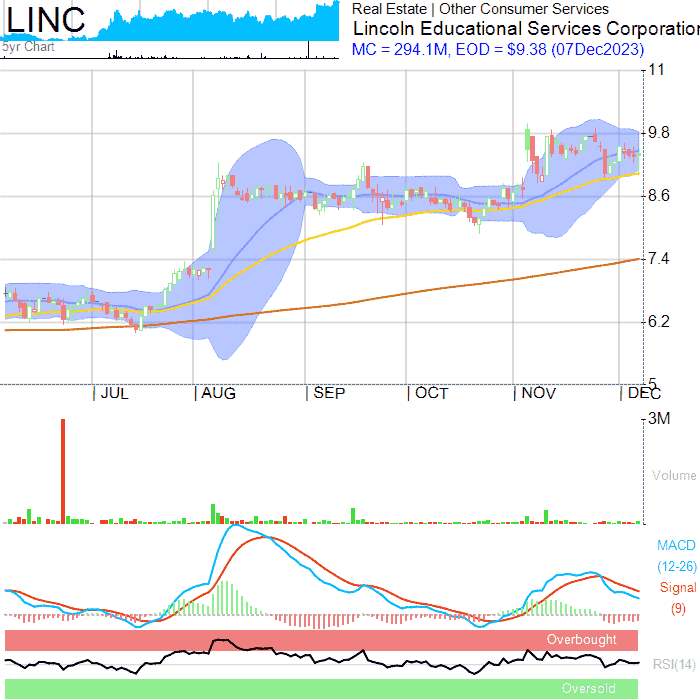 LINC
5yr Chart
Real Estate | Other Consumer Services
Lincoln Educational Services Corporation
MC = 294.1M, EOD = $9.38 (07Dec2023)
11
9.8
8.6
7.4
6.2
5
JUL
AUG
SEP
OCT
NOV
DEC
3M
Volume
MACD
(12-26)
Signal
(9)
Overbought
RSI(14)
Oversold